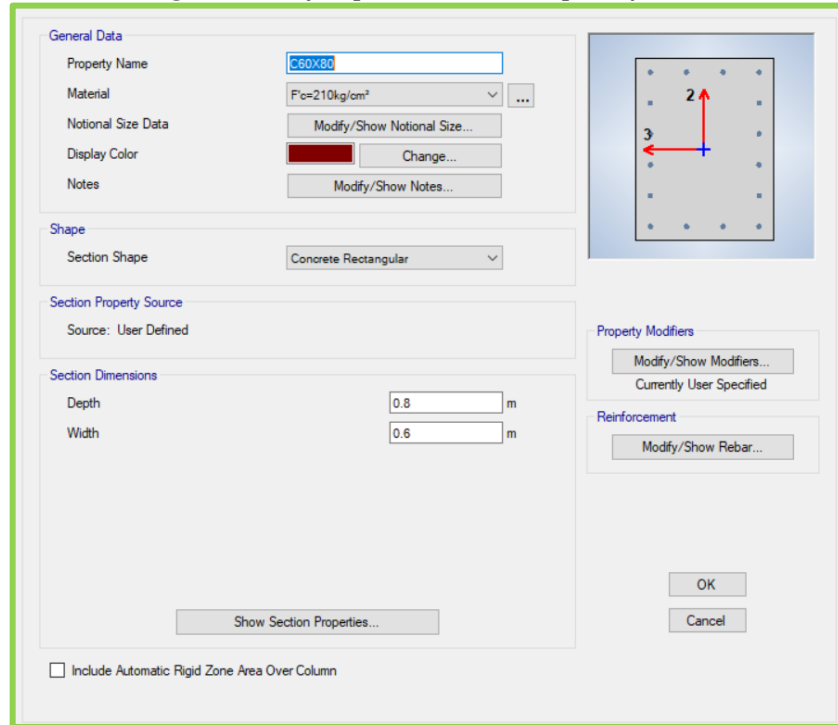 General Data
Property Name C60X80
Material F'c=210kg/cm² ...
Notional Size Data Modify/Show Notional Size...
Display Color Change...
Notes Modify/Show Notes...
2
3
Shape
Section Shape Concrete Rectangular
Section Property Source
Source: User Defined
Property Modifiers
Modify/Show Modifiers...
Currently User Specified
Section Dimensions
Depth 0.8 m
Width 0.6 m
Reinforcement
Modify/Show Rebar...
OK
Show Section Properties...
Cancel
Include Automatic Rigid Zone Area Over Column